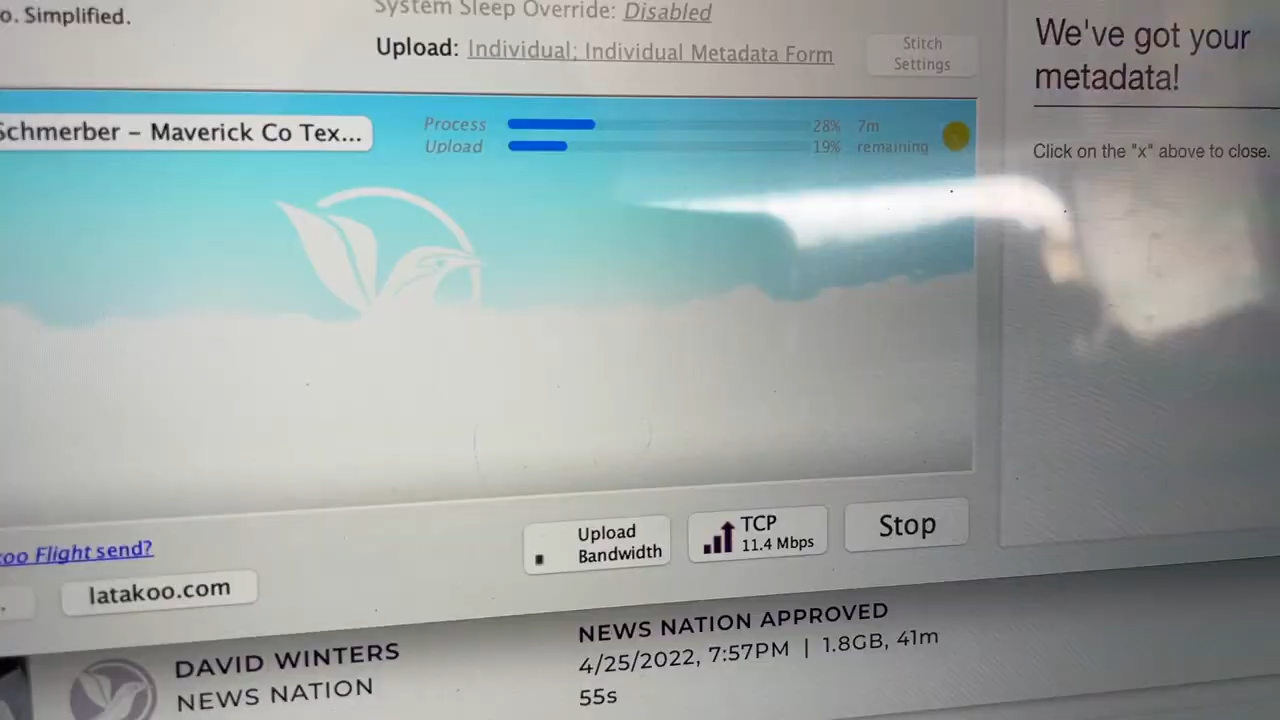 o. Simplified.
System Sleep Override: Disabled
Upload: Individual; Individual Metadata Form
Stitch
Settings
We've got your
metadata!
Click on the "x" above to close.
Schmerber – Maverick Co Tex...
Process 28% 7m
Upload 19% remaining
Upload
Bandwidth
TCP
11.4 Mbps
Stop
oo Flight send?
latakoo.com
DAVID WINTERS
NEWS NATION
NEWS NATION APPROVED
4/25/2022, 7:57PM | 1.8GB, 41m
55s